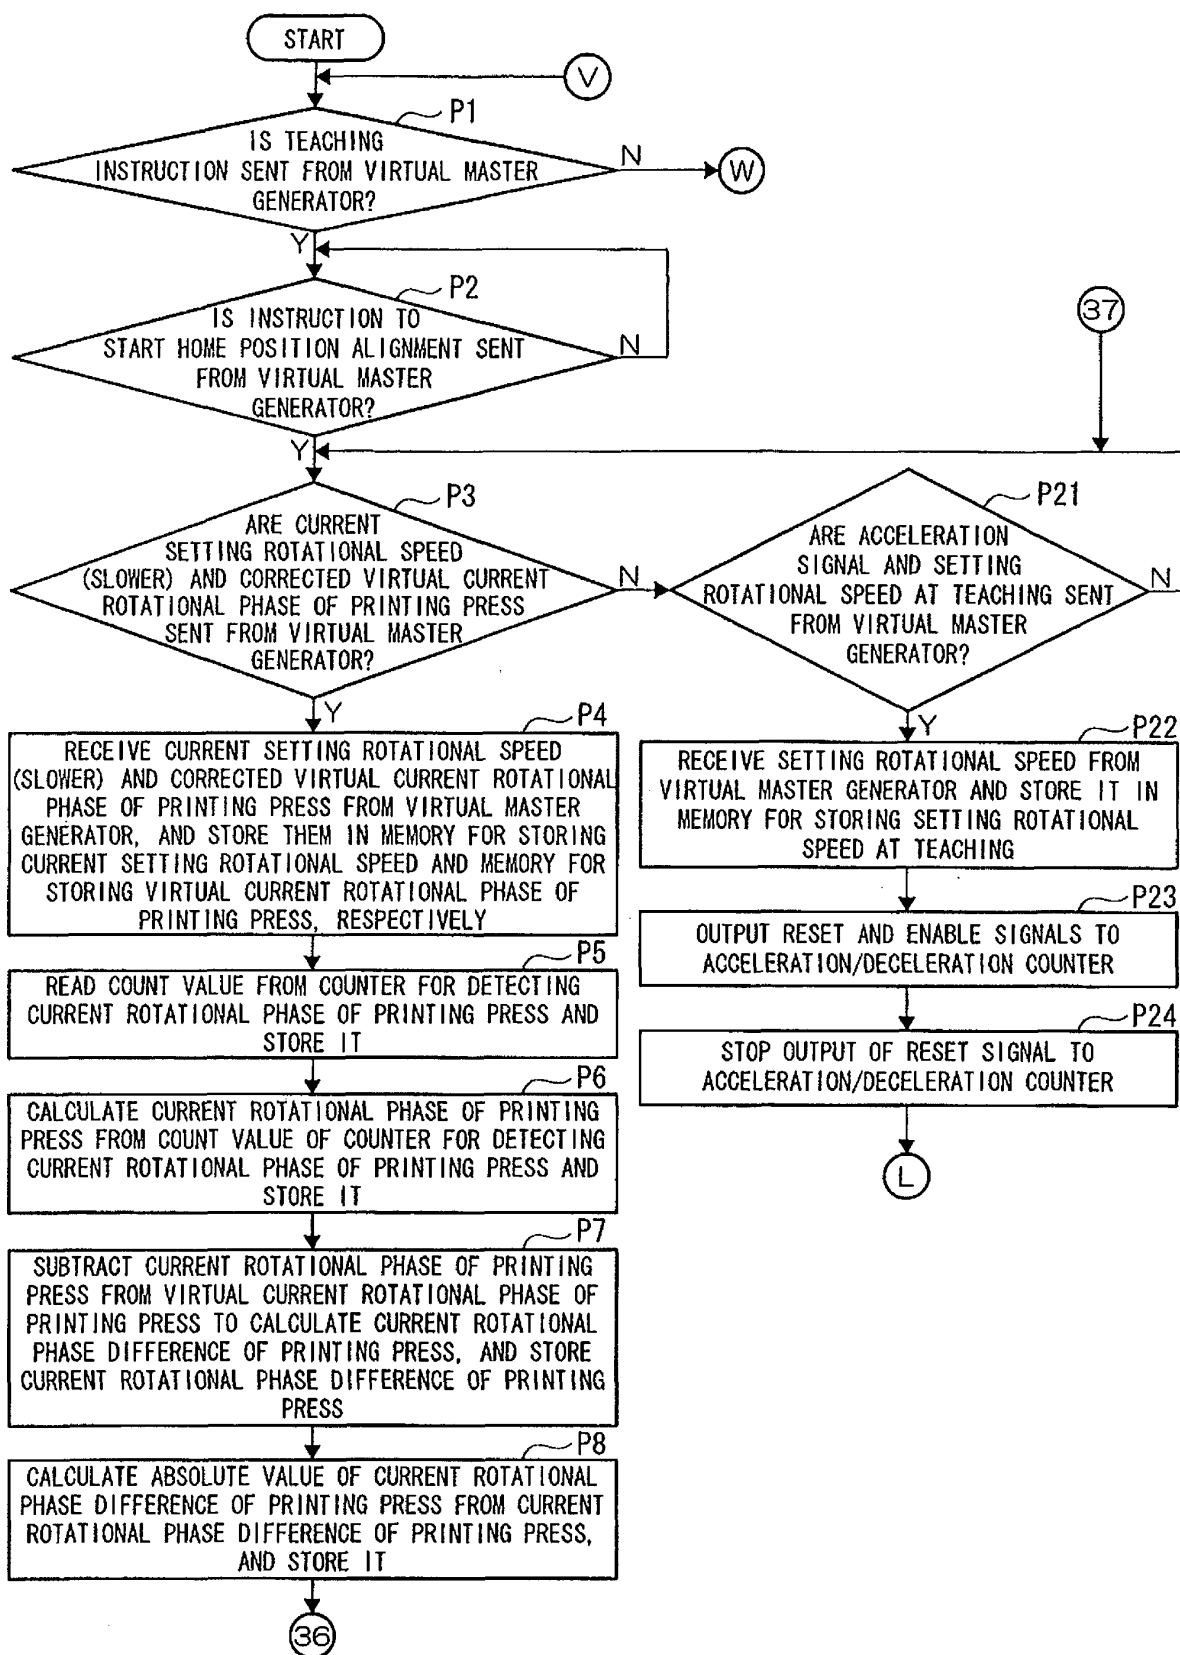 START
V
P1
IS TEACHING
INSTRUCTION SENT FROM VIRTUAL MASTER
GENERATOR?
N
W
Y
P2
IS INSTRUCTION TO
START HOME POSITION ALIGNMENT SENT
FROM VIRTUAL MASTER
GENERATOR?
N
37
Y
P3
ARE CURRENT
SETTING ROTATIONAL SPEED
(SLOWER) AND CORRECTED VIRTUAL CURRENT
ROTATIONAL PHASE OF PRINTING PRESS
SENT FROM VIRTUAL MASTER
GENERATOR?
N
Y
P21
ARE ACCELERATION
SIGNAL AND SETTING
ROTATIONAL SPEED AT TEACHING SENT
FROM VIRTUAL MASTER
GENERATOR?
N
Y
P4
RECEIVE CURRENT SETTING ROTATIONAL SPEED
(SLOWER) AND CORRECTED VIRTUAL CURRENT ROTATIONAL
PHASE OF PRINTING PRESS FROM VIRTUAL MASTER
GENERATOR, AND STORE THEM IN MEMORY FOR STORING
CURRENT SETTING ROTATIONAL SPEED AND MEMORY FOR
STORING VIRTUAL CURRENT ROTATIONAL PHASE OF
PRINTING PRESS, RESPECTIVELY
P5
READ COUNT VALUE FROM COUNTER FOR DETECTING
CURRENT ROTATIONAL PHASE OF PRINTING PRESS AND
STORE IT
P6
CALCULATE CURRENT ROTATIONAL PHASE OF PRINTING
PRESS FROM COUNT VALUE OF COUNTER FOR DETECTING
CURRENT ROTATIONAL PHASE OF PRINTING PRESS AND
STORE IT
P7
SUBTRACT CURRENT ROTATIONAL PHASE OF PRINTING
PRESS FROM VIRTUAL CURRENT ROTATIONAL PHASE OF
PRINTING PRESS TO CALCULATE CURRENT ROTATIONAL
PHASE DIFFERENCE OF PRINTING PRESS, AND STORE
CURRENT ROTATIONAL PHASE DIFFERENCE OF PRINTING
PRESS
P8
CALCULATE ABSOLUTE VALUE OF CURRENT ROTATIONAL
PHASE DIFFERENCE OF PRINTING PRESS FROM CURRENT
ROTATIONAL PHASE DIFFERENCE OF PRINTING PRESS,
AND STORE IT
36
P22
RECEIVE SETTING ROTATIONAL SPEED FROM
VIRTUAL MASTER GENERATOR AND STORE IT IN
MEMORY FOR STORING SETTING ROTATIONAL
SPEED AT TEACHING
P23
OUTPUT RESET AND ENABLE SIGNALS TO
ACCELERATION/DECELERATION COUNTER
P24
STOP OUTPUT OF RESET SIGNAL TO
ACCELERATION/DECELERATION COUNTER
L